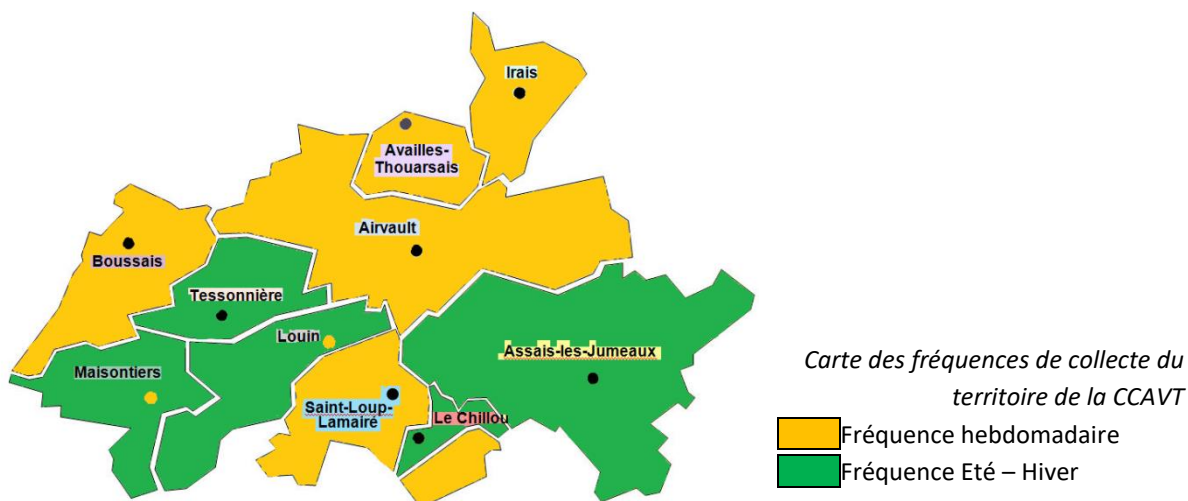 Irais
Availles-
Thouarsais
Airvault
Boussais
Tessonnière
Louin
Assais-les-Jumeaux
Maisontiers
Saint-Loup-
Lamairé
Le Chillou
Carte des fréquences de collecte du
territoire de la CCAVT
Fréquence hebdomadaire
Fréquence Eté – Hiver